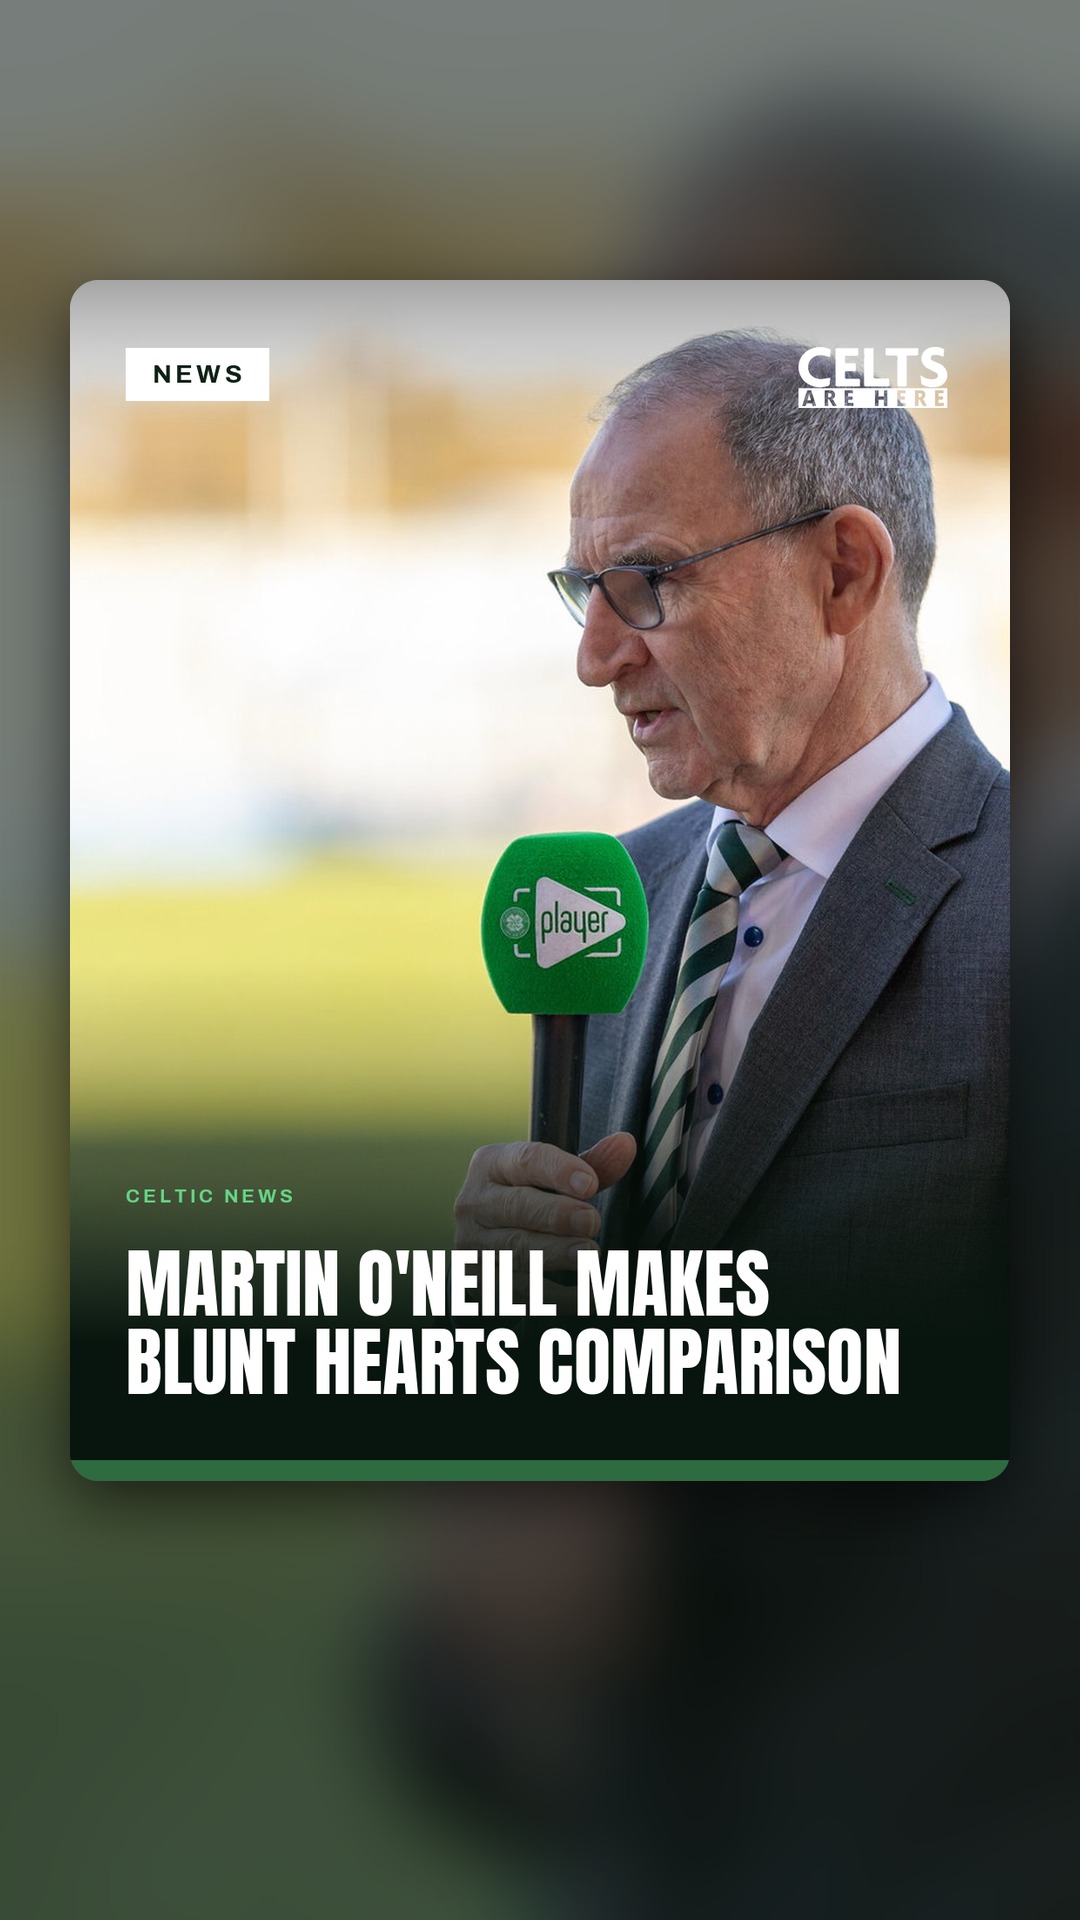 NEWS
CELTS
ARE HERE
player
CELTIC NEWS
MARTIN O'NEILL MAKES
BLUNT HEARTS COMPARISON